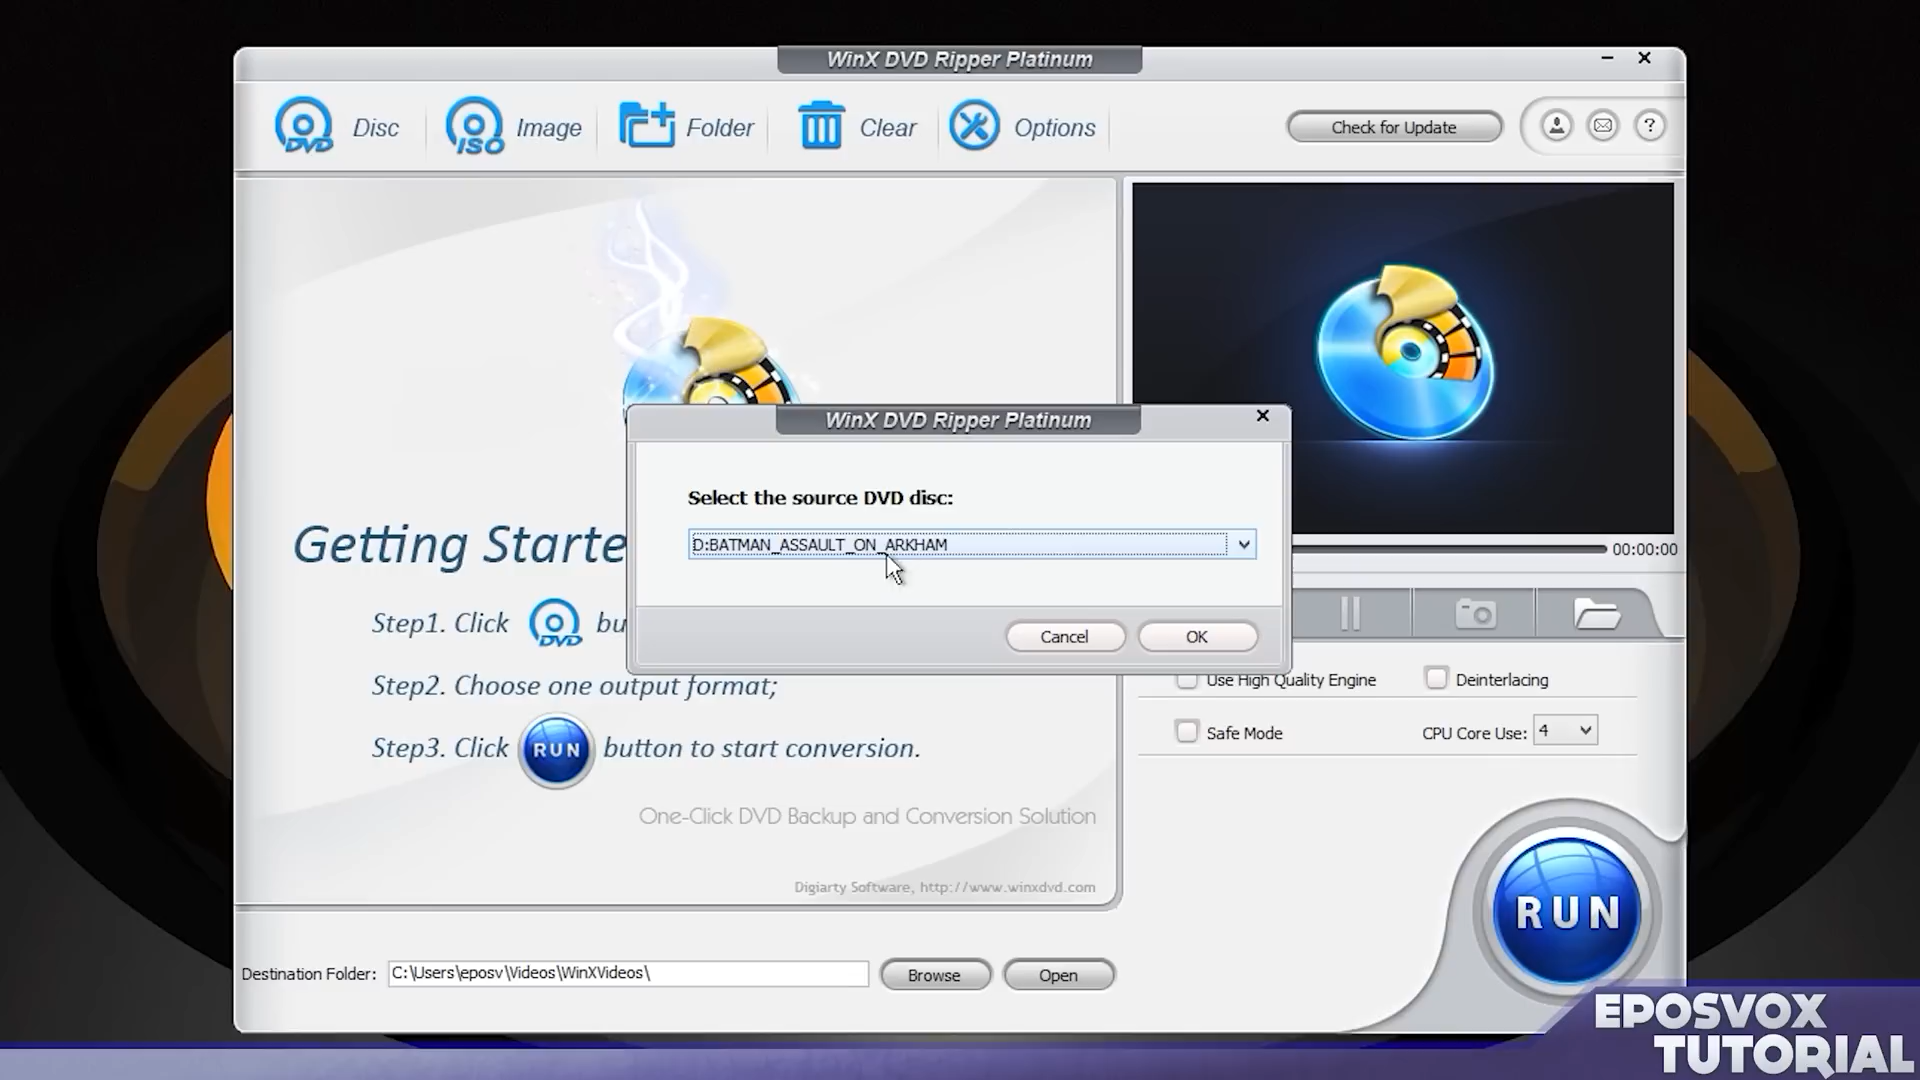 WinX DVD Ripper Platinum
DVD Disc
ISO Image
Folder
Clear
Options
Check for Update
?
WinX DVD Ripper Platinum
Select the source DVD disc:
D:BATMAN_ASSAULT_ON_ARKHAM
Cancel
OK
00:00:00
Getting Starte
Step1. Click DVD bu
Step2. Choose one output format;
Step3. Click RUN button to start conversion.
One-Click DVD Backup and Conversion Solution
Digiarty Software, http://www.winxdvd.com
Use High Quality Engine
Deinterlacing
Safe Mode
CPU Core Use: 4
RUN
Destination Folder: C:\Users\eposv\Videos\WinXVideos\
Browse
Open
EPOSVOX
TUTORIAL